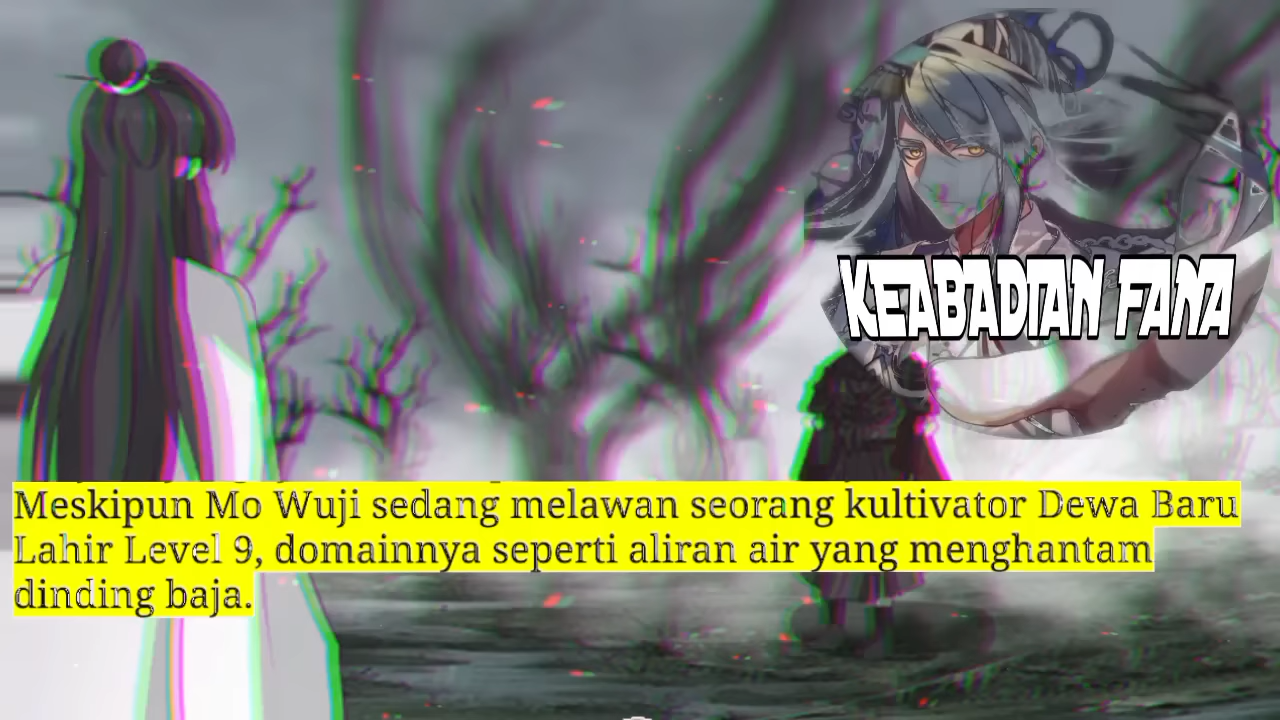 KEABADIAN FANA
Meskipun Mo Wuji sedang melawan seorang kultivator Dewa Baru
Lahir Level 9, domainnya seperti aliran air yang menghantam
dinding baja.